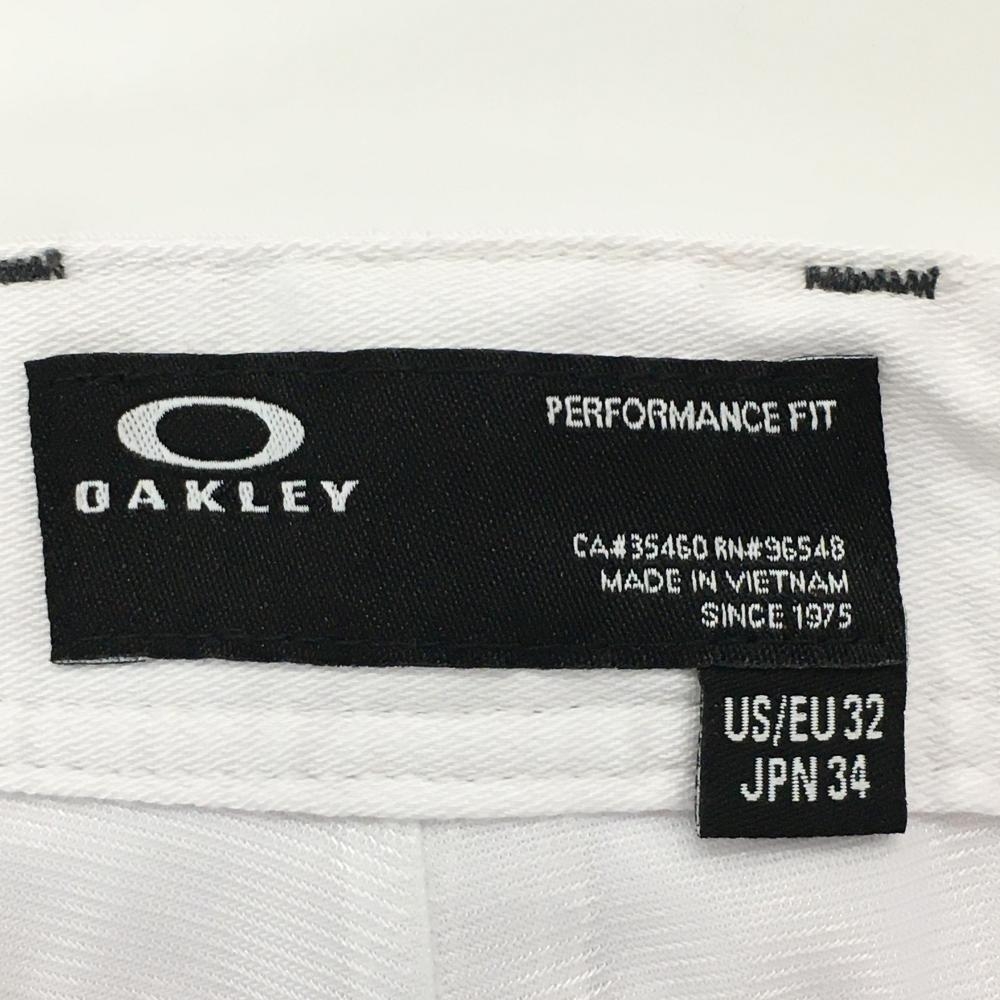 OAKLEY
PERFORMANCE FIT
CA#35460 RN#96548
MADE IN VIETNAM
SINCE 1975
US/EU 32
JPN 34